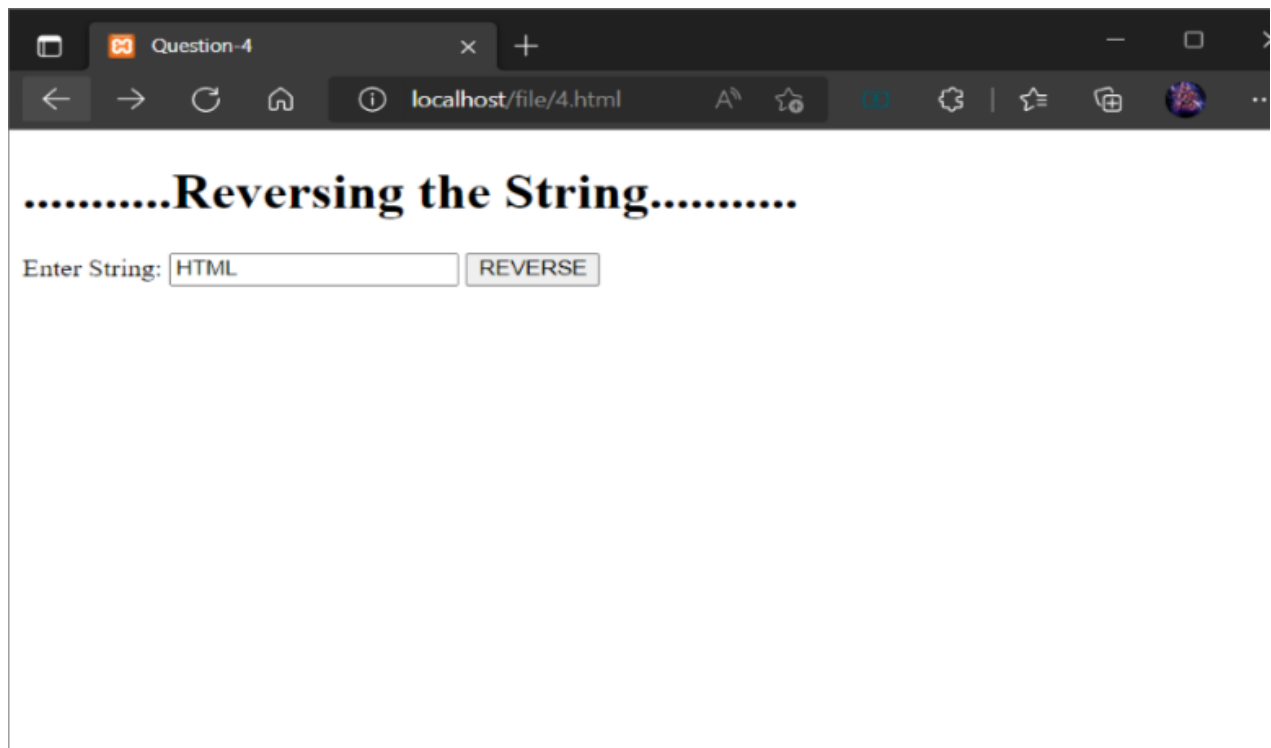 Question-4
localhost/file/4.html
...........Reversing the String...........
Enter String: HTML REVERSE